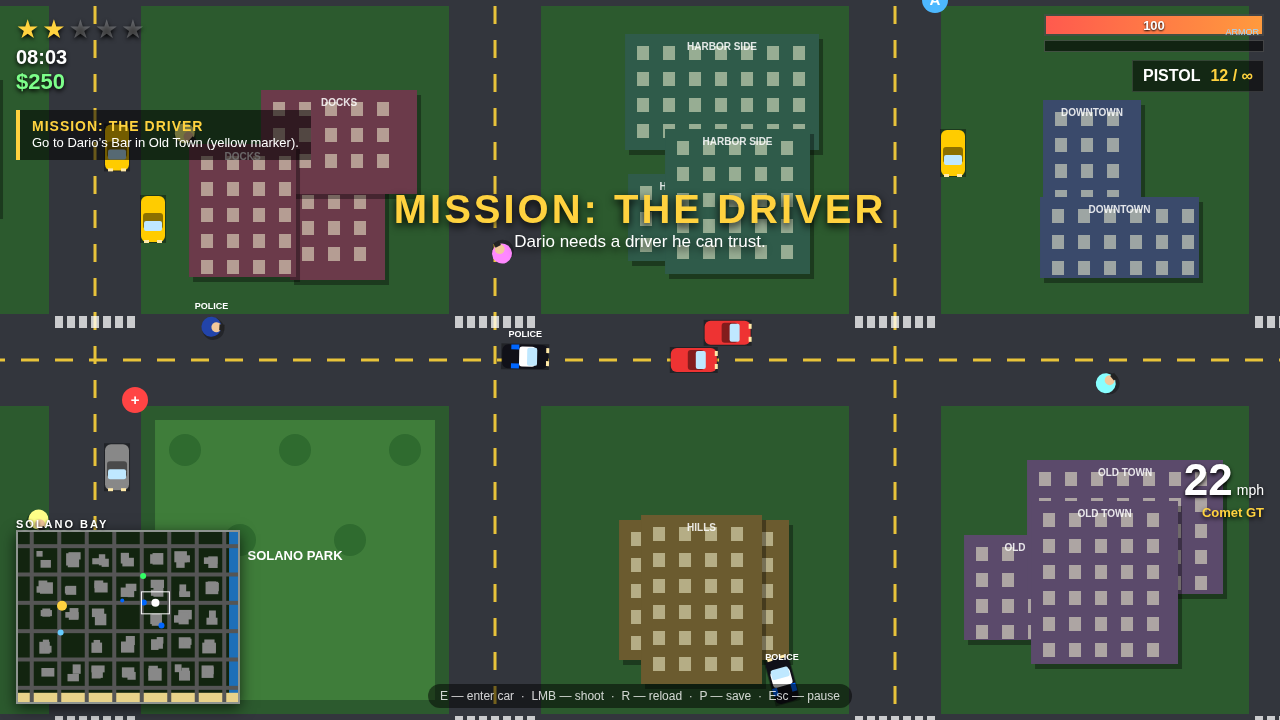 A
08:03
$250
100
ARMOR
PISTOL 12 / ∞
MISSION: THE DRIVER
Go to Dario's Bar in Old Town (yellow marker).
DOCKS
DOCKS
HARBOR SIDE
HARBOR SIDE
H
DOWNTOWN
DOWNTOWN
MISSION: THE DRIVER
Dario needs a driver he can trust.
POLICE
POLICE
+
22 mph
Comet GT
OLD TOWN
OLD TOWN
OLD
HILLS
SOLANO BAY
SOLANO PARK
POLICE
E — enter car · LMB — shoot · R — reload · P — save · Esc — pause